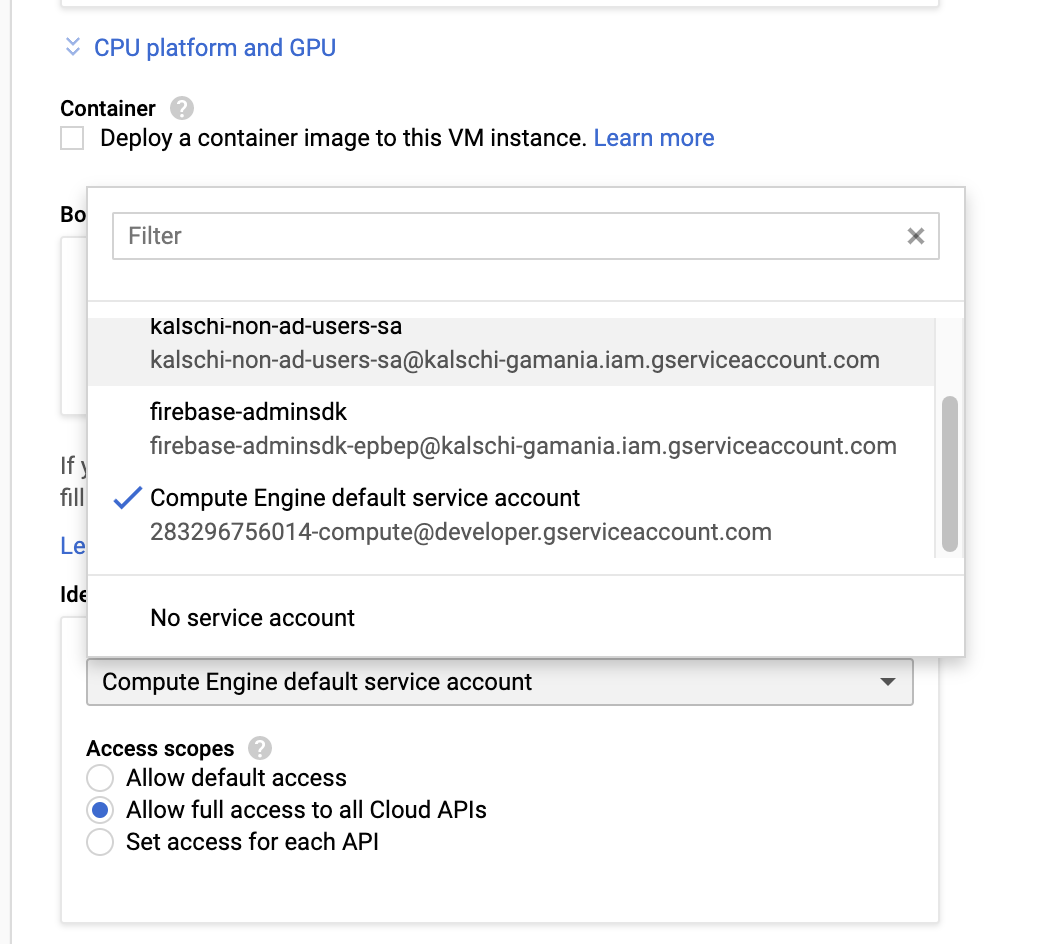 CPU platform and GPU
Container ?
Deploy a container image to this VM instance. Learn more
Bo
Filter
kalschi-non-ad-users-sa
kalschi-non-ad-users-sa@kalschi-gamania.iam.gserviceaccount.com
firebase-adminsdk
firebase-adminsdk-epbep@kalschi-gamania.iam.gserviceaccount.com
If y
fill
Compute Engine default service account
283296756014-compute@developer.gserviceaccount.com
Le
Ide
No service account
Compute Engine default service account
Access scopes ?
Allow default access
Allow full access to all Cloud APIs
Set access for each API